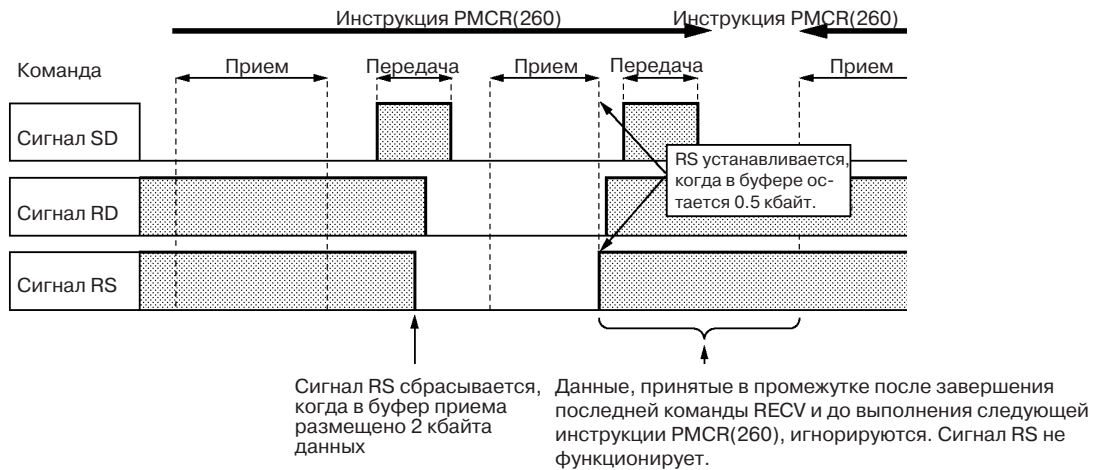 Инструкция PMCR(260) Инструкция PMCR(260)
Команда Прием Передача Прием Передача Прием
Сигнал SD
RS устанавливается,
когда в буфере ос-
тается 0.5 кбайт.
Сигнал RD
Сигнал RS
Сигнал RS сбрасывается,
когда в буфер приема
размещено 2 кбайта
данных
Данные, принятые в промежутке после завершения
последней команды RECV и до выполнения следующей
инструкции PMCR(260), игнорируются. Сигнал RS не
функционирует.